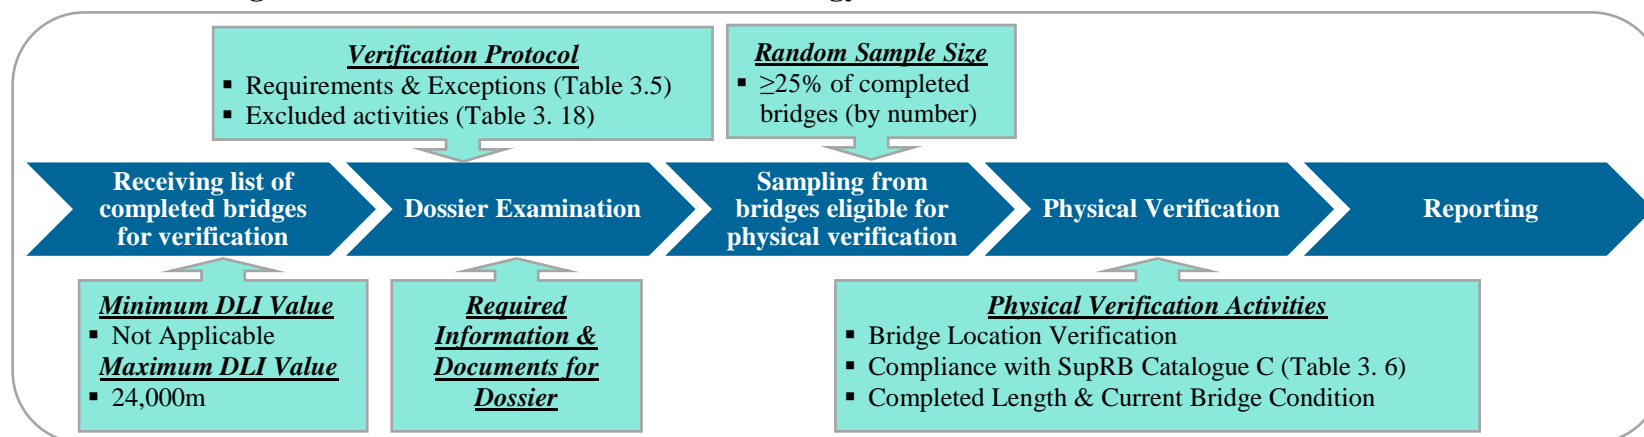 Verification Protocol
▪ Requirements & Exceptions (Table 3.5)
▪ Excluded activities (Table 3. 18)
Random Sample Size
▪ ≥25% of completed
bridges (by number)
Receiving list of
completed bridges
for verification
Dossier Examination
Sampling from
bridges eligible for
physical verification
Physical Verification
Reporting
Minimum DLI Value
▪ Not Applicable
Maximum DLI Value
▪ 24,000m
Required
Information &
Documents for
Dossier
Physical Verification Activities
▪ Bridge Location Verification
▪ Compliance with SupRB Catalogue C (Table 3. 6)
▪ Completed Length & Current Bridge Condition